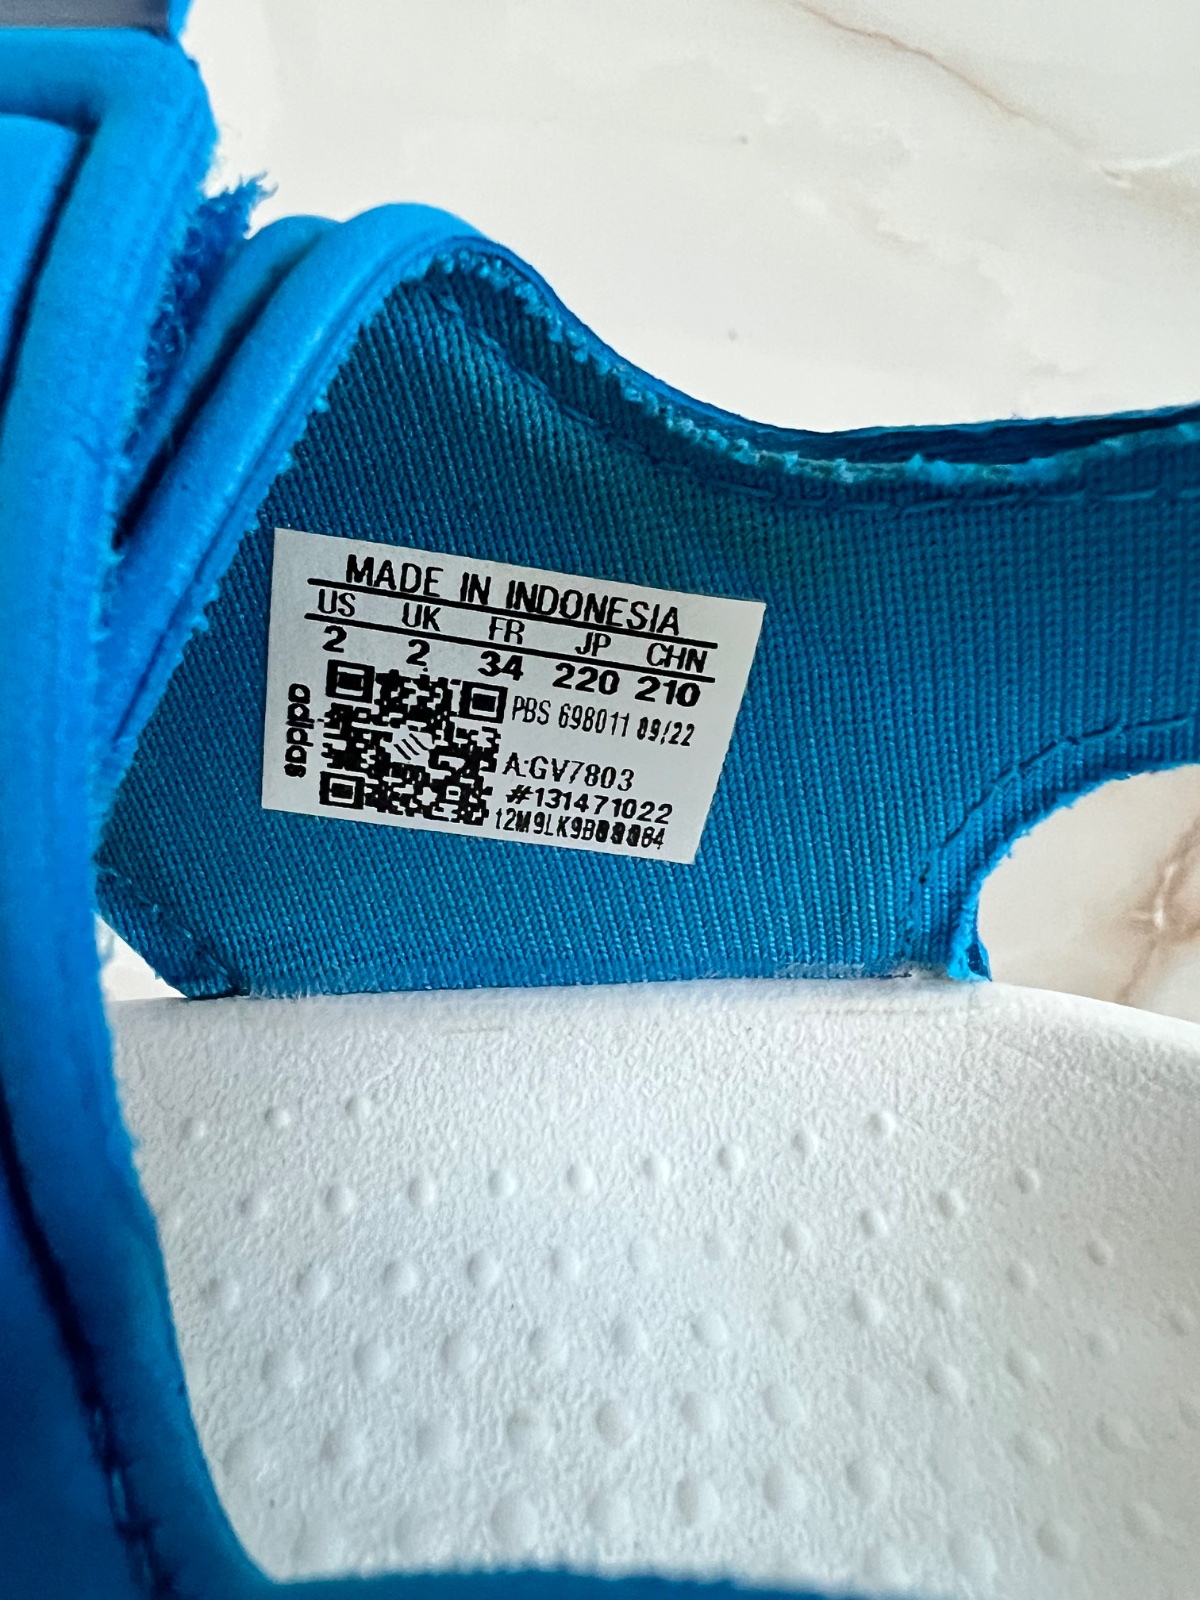 MADE IN INDONESIA
US UK FR JP CHN
2 2 34 220 210
adidas
PBS 698011 09/22
A:GV7803
#131471022